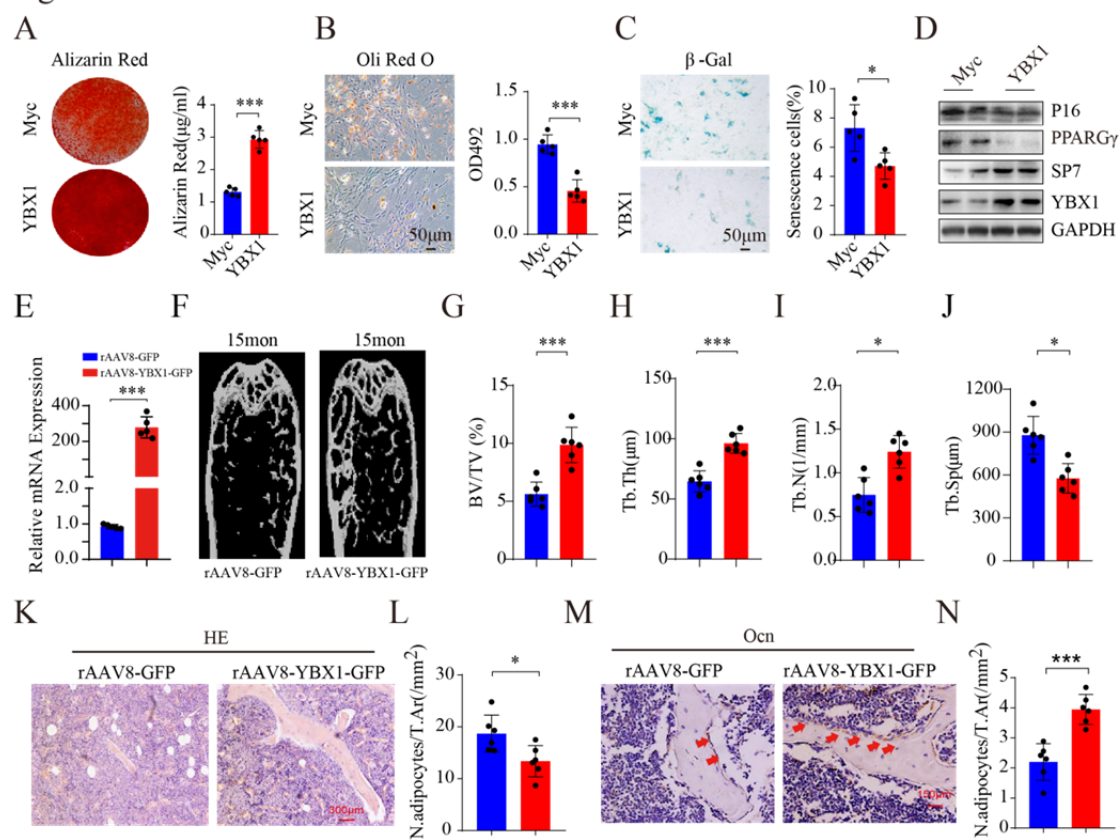 A
Alizarin Red
Myc
YBX1
Alizarin Red(μg/ml)
4
3
2
1
0
***
Myc
YBX1
B
Oli Red O
Myc
YBX1
50μm
OD492
1.5
1.0
0.5
0.0
***
Myc
YBX1
C
β-Gal
Myc
YBX1
50μm
Senescence cells(%)
10
8
6
4
2
0
*
Myc
YBX1
D
Myc
YBX1
P16
PPARGγ
SP7
YBX1
GAPDH
E
rAAV8-GFP
rAAV8-YBX1-GFP
Relative mRNA Expression
***
400
300
200
2.0
1.0
0.0
F
15mon
15mon
rAAV8-GFP
rAAV8-YBX1-GFP
G
***
BV/TV (%)
15
10
5
0
H
***
Tb.Th(μm)
150
100
50
0
I
*
Tb.N(1/mm)
2.0
1.5
1.0
0.5
0.0
J
*
Tb.Sp(μm)
1200
900
600
300
0
K
HE
rAAV8-GFP
rAAV8-YBX1-GFP
300μm
L
N.adipocytes/T.Ar(/mm²)
30
20
10
0
*
M
Ocn
rAAV8-GFP
rAAV8-YBX1-GFP
150μm
N
N.adipocytes/T.Ar(/mm²)
5
4
3
2
1
0
***